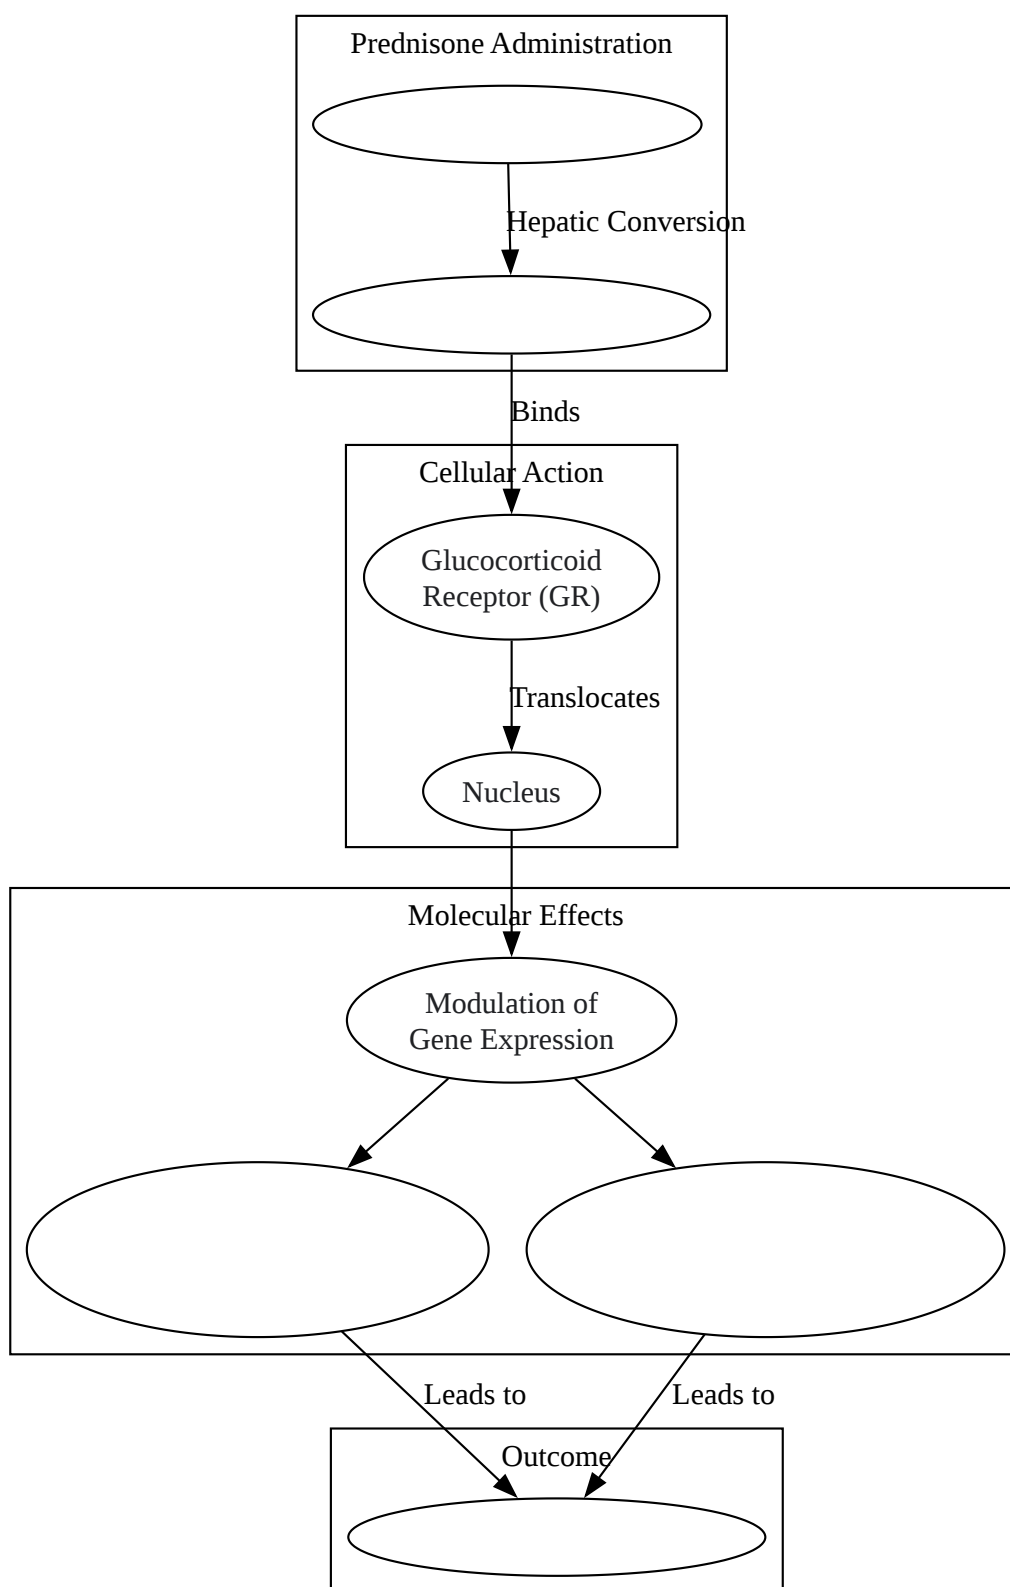 Prednisone Administration
Hepatic Conversion
Binds
Cellular Action
Glucocorticoid
Receptor (GR)
Translocates
Nucleus
Molecular Effects
Modulation of
Gene Expression
Leads to
Leads to
Outcome